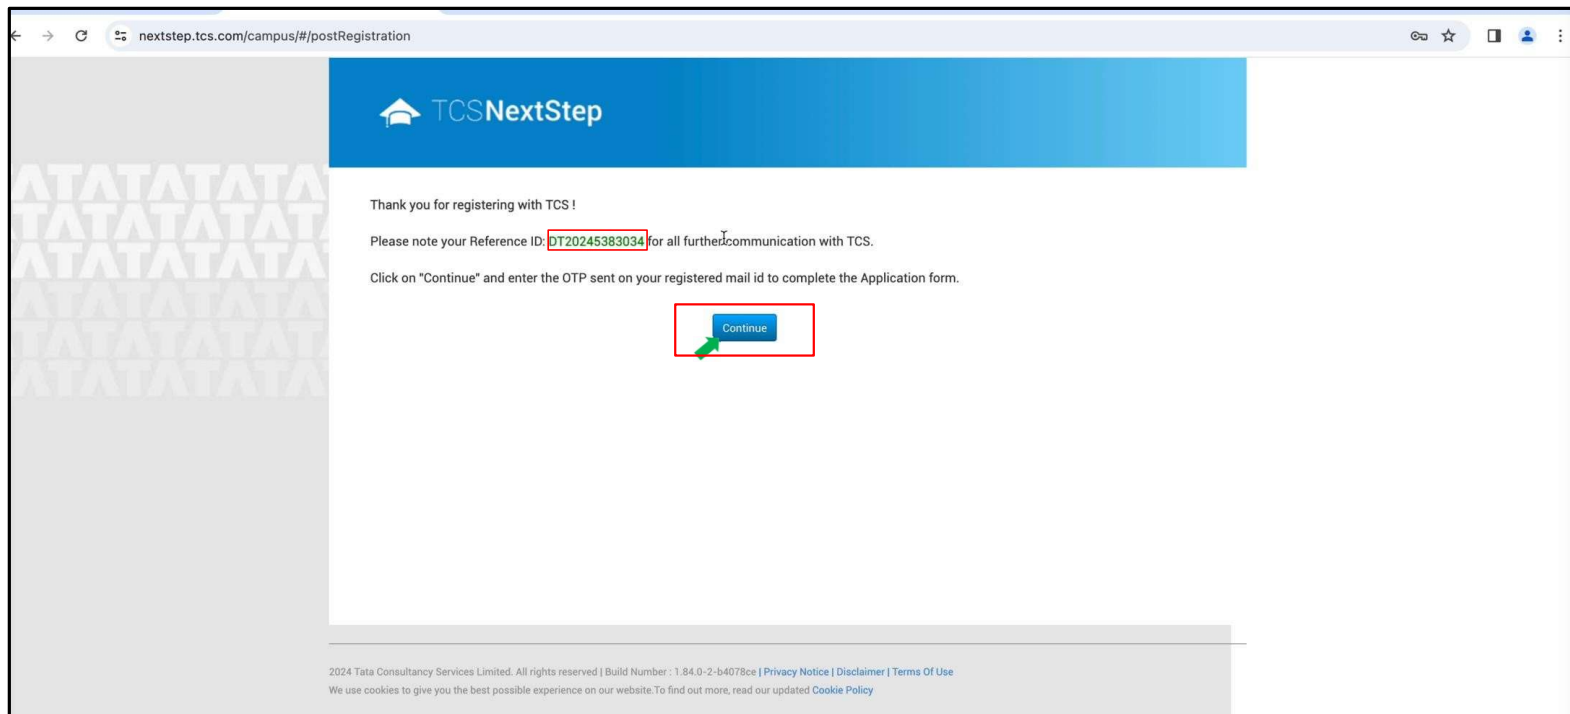 nextstep.tcs.com/campus/#/postRegistration
TCSNextStep
Thank you for registering with TCS !
Please note your Reference ID: DT20245383034 for all further communication with TCS.
Click on "Continue" and enter the OTP sent on your registered mail id to complete the Application form.
Continue
2024 Tata Consultancy Services Limited. All rights reserved | Build Number : 1.84.0-2-b4078ce | Privacy Notice | Disclaimer | Terms Of Use
We use cookies to give you the best possible experience on our website.To find out more, read our updated Cookie Policy